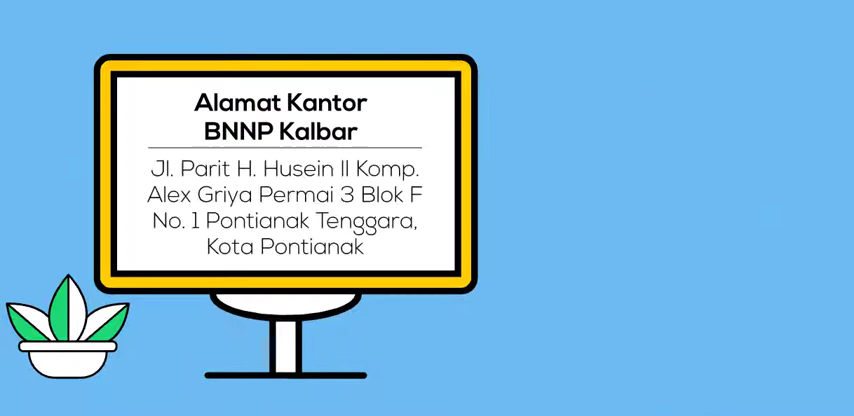 Alamat Kantor
BNNP Kalbar
Jl. Parit H. Husein II Komp.
Alex Griya Permai 3 Blok F
No. 1 Pontianak Tenggara,
Kota Pontianak